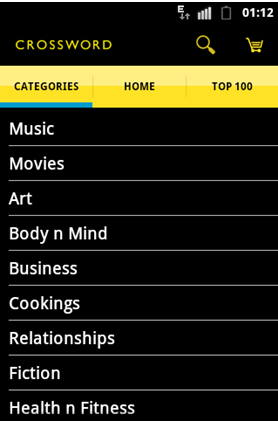 E 01:12
CROSSWORD
CATEGORIES HOME TOP 100
Music
Movies
Art
Body n Mind
Business
Cookings
Relationships
Fiction
Health n Fitness